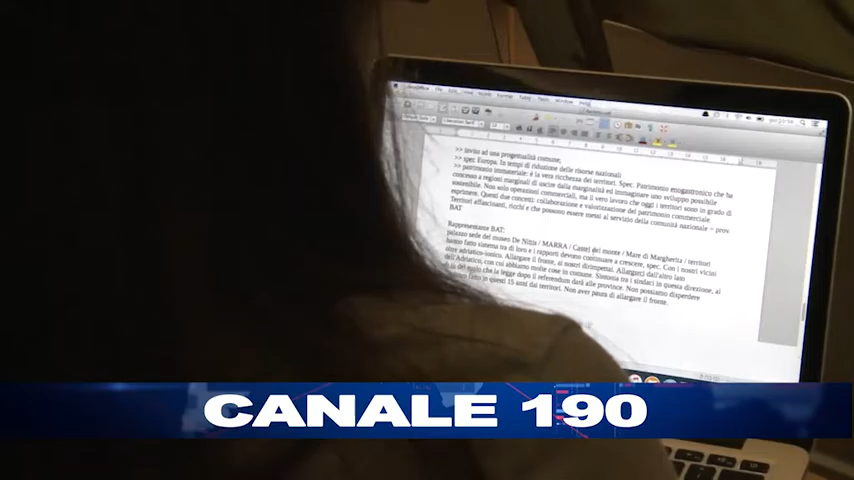 >> invito ad una progettualità comune;
>> spec Europa. In tempi di riduzione delle risorse nazionali
>> patrimonio immateriale: è la vera ricchezza dei territori. Spec. Patrimonio enogastronomico che ha
concesso a regioni marginali di uscire dalla marginalità ed immaginare uno sviluppo possibile
sostenibile. Non solo operazioni commerciali, ma il vero lavoro che oggi i territori sono in grado di
esprimere. Questi due concetti: collaborazione e valorizzazione del patrimonio commerciale.
Territori affascinanti, ricchi e che possono essere messi al servizio della comunità nazionale – prov
BAT
Rappresentante BAT:
palazzo sede del museo De Nittis / MARRA / Castel del monte / Mare di Margherita / territori
hanno fatto sistema tra di loro e i rapporti devono continuare a crescere, spec. Con i nostri vicini
oltre adriatico-ionico. Allargare il fronte, ai nostri dirimpettai. Allargarci dall'altro lato
dell'Adriatico, con cui abbiamo molte cose in comune. Sintonia tra i sindaci in questa direzione, al
di là del ruolo che la legge dopo il referendum darà alle province. Non possiamo disperdere
fatto in questi 15 anni dai territori. Non aver paura di allargare il fronte.
CANALE 190